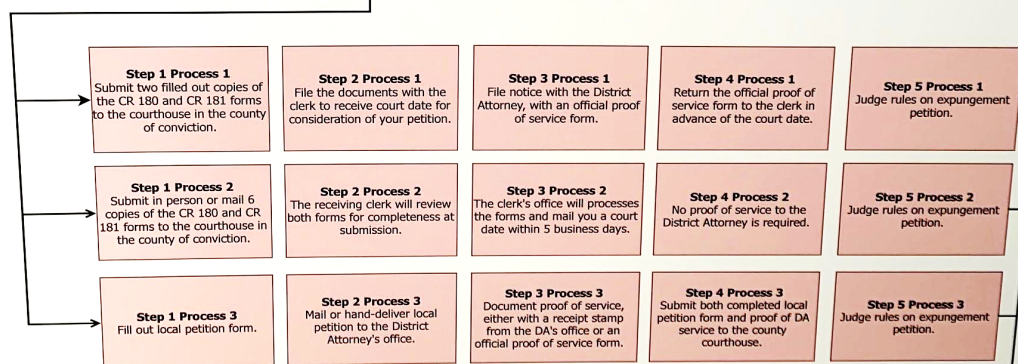 Step 1 Process 1
Submit two filled out copies of
the CR 180 and CR 181 forms
to the courthouse in the county
of conviction.
Step 2 Process 1
File the documents with the
clerk to receive court date for
consideration of your petition.
Step 3 Process 1
File notice with the District
Attorney, with an official proof
of service form.
Step 4 Process 1
Return the official proof of
service form to the clerk in
advance of the court date.
Step 5 Process 1
Judge rules on expungement
petition.
Step 1 Process 2
Submit in person or mail 6
copies of the CR 180 and CR
181 forms to the courthouse in
the county of conviction.
Step 2 Process 2
The receiving clerk will review
both forms for completeness at
submission.
Step 3 Process 2
The clerk's office will processes
the forms and mail you a court
date within 5 business days.
Step 4 Process 2
No proof of service to the
District Attorney is required.
Step 5 Process 2
Judge rules on expungement
petition.
Step 1 Process 3
Fill out local petition form.
Step 2 Process 3
Mail or hand-deliver local
petition to the District
Attorney's office.
Step 3 Process 3
Document proof of service,
either with a receipt stamp
from the DA's office or an
official proof of service form.
Step 4 Process 3
Submit both completed local
petition form and proof of DA
service to the county
courthouse.
Step 5 Process 3
Judge rules on expungement
petition.